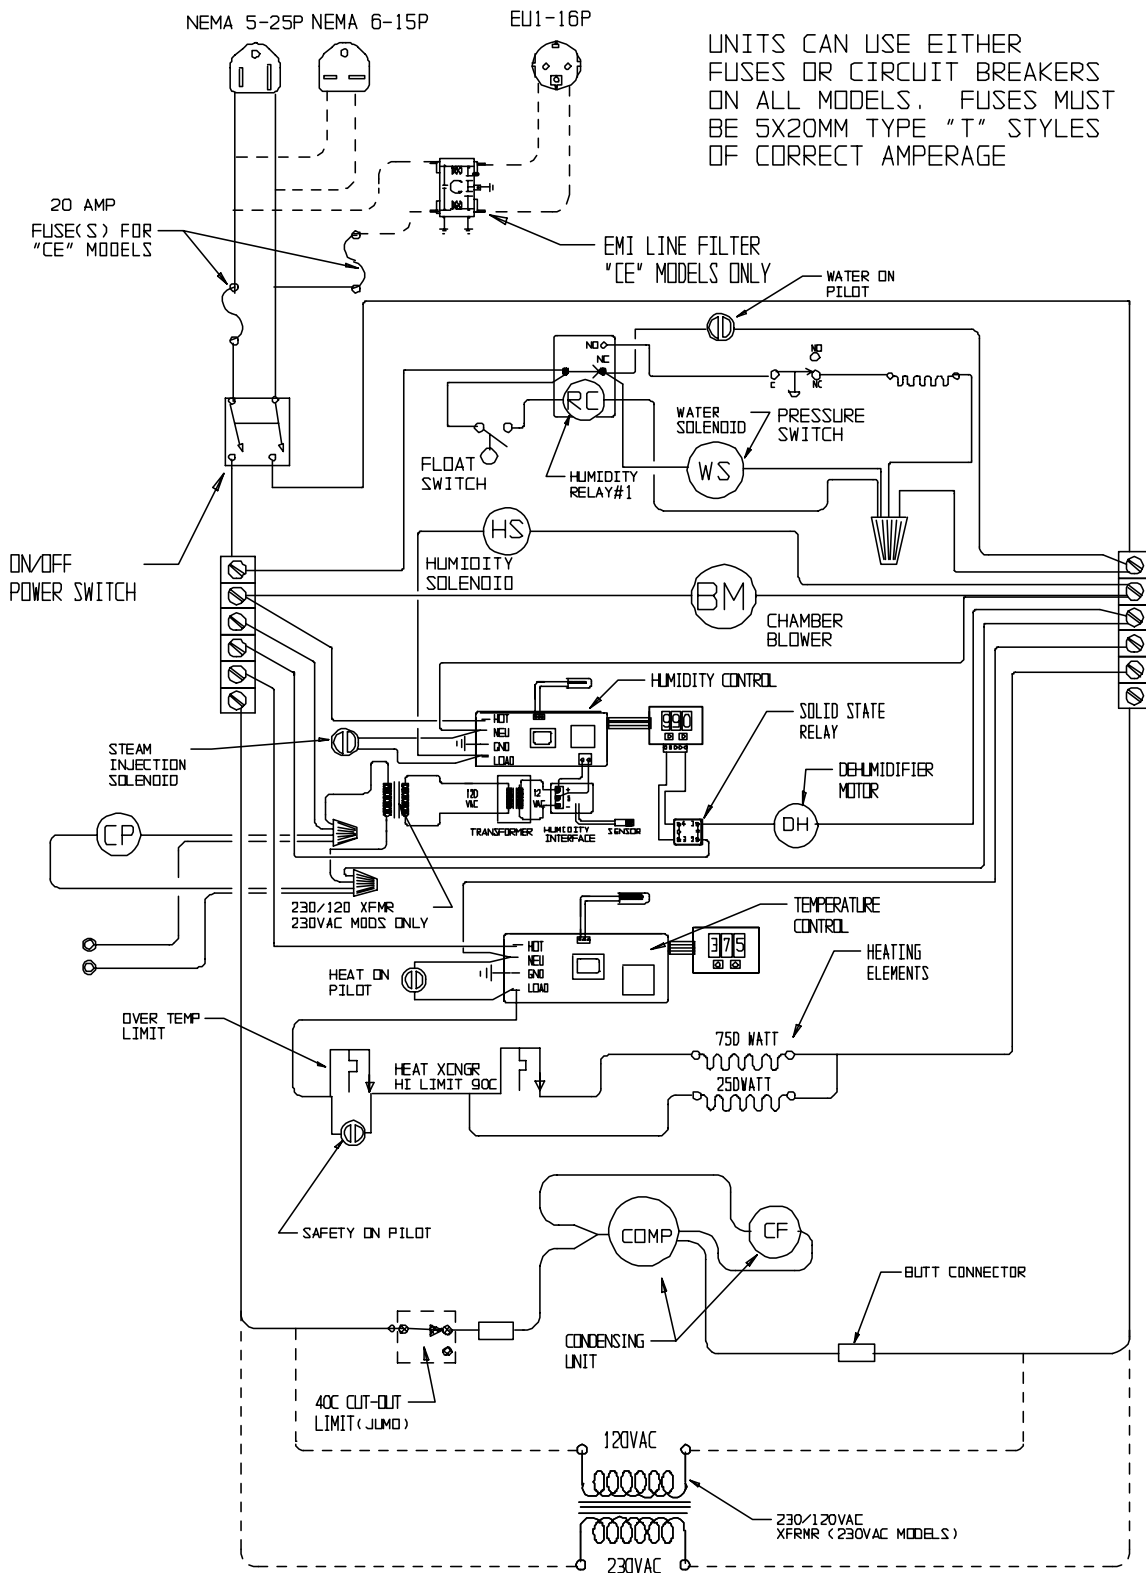 NEMA 5-25P NEMA 6-15P
EU1-16P
UNITS CAN USE EITHER
FUSES OR CIRCUIT BREAKERS
ON ALL MODELS. FUSES MUST
BE 5X20MM TYPE "T" STYLES
OF CORRECT AMPERAGE
CE
20 AMP
FUSE(S) FOR
"CE" MODELS
EMI LINE FILTER
"CE" MODELS ONLY
WATER ON
PILOT
NO
NC
RC
NO
C
NC
WATER
SOLENOID
PRESSURE
SWITCH
FLOAT
SWITCH
WS
HUMIDITY
RELAY#1
HS
ON/OFF
POWER SWITCH
HUMIDITY
SOLENOID
BM
CHAMBER
BLOWER
HUMIDITY CONTROL
HOT
NEU
GND
LOAD
990
SOLID STATE
RELAY
STEAM
INJECTION
SOLENOID
DEHUMIDIFIER
MOTOR
120
VAC
12
VAC
+
-
TRANSFORMER
HUMIDITY
INTERFACE
SENSOR
DH
CP
230/120 XFMR
230VAC MODS ONLY
TEMPERATURE
CONTROL
HOT
NEU
GND
LOAD
375
HEAT ON
PILOT
HEATING
ELEMENTS
OVER TEMP
LIMIT
HEAT XCNGR
HI LIMIT 90C
750 WATT
250WATT
SAFETY ON PILOT
COMP
CF
BUTT CONNECTOR
CONDENSING
UNIT
40C CUT-OUT
LIMIT(JUMO)
120VAC
230/120VAC
XFRMR (230VAC MODELS)
230VAC